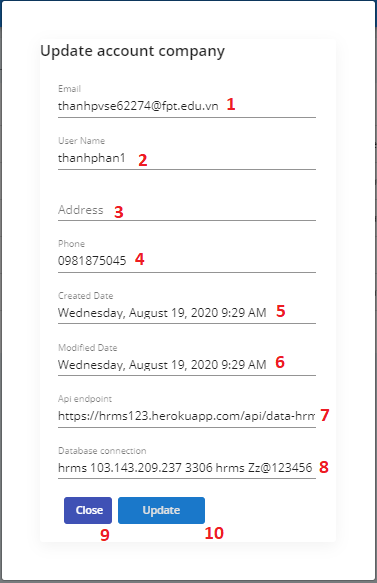 Update account company
Email
thanhpvse62274@fpt.edu.vn 1
User Name
thanhphan1 2
Address 3
Phone
0981875045 4
Created Date
Wednesday, August 19, 2020 9:29 AM 5
Modified Date
Wednesday, August 19, 2020 9:29 AM 6
Api endpoint
https://hrms123.herokuapp.com/api/data-hrm 7
Database connection
hrms 103.143.209.237 3306 hrms Zz@123456 8
Close Update
9 10